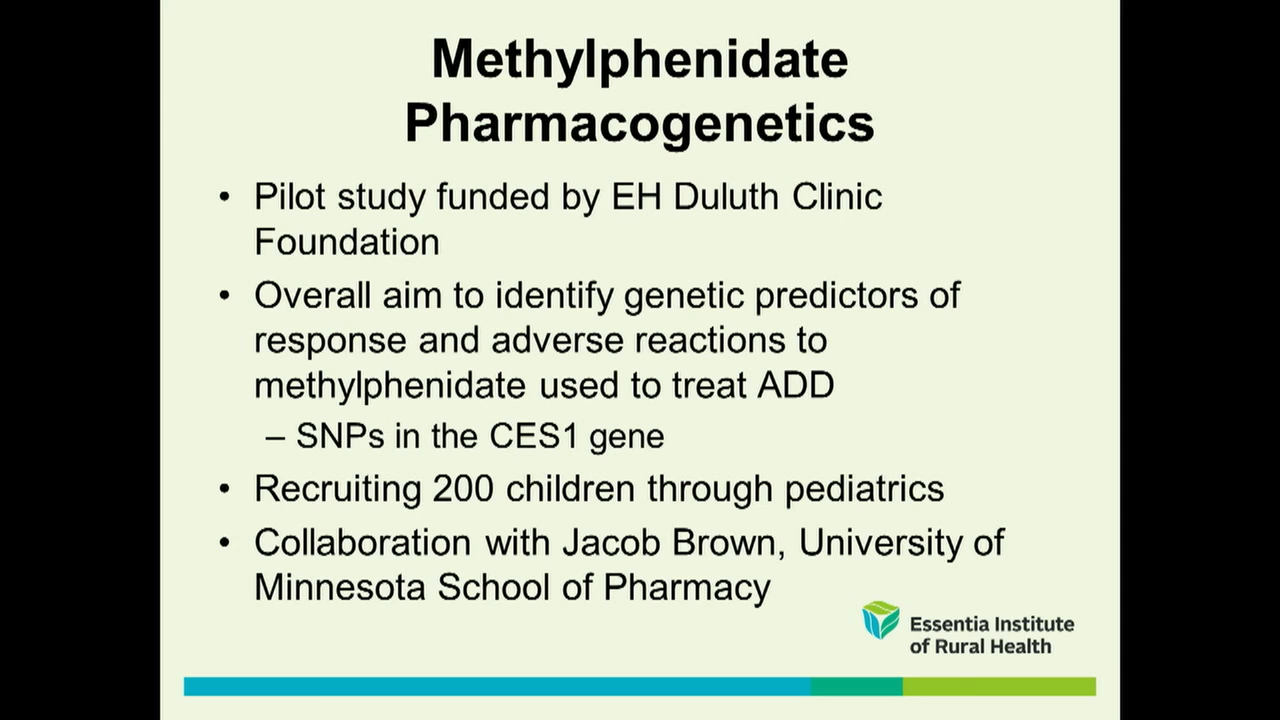 Methylphenidate
Pharmacogenetics
• Pilot study funded by EH Duluth Clinic
Foundation
• Overall aim to identify genetic predictors of
response and adverse reactions to
methylphenidate used to treat ADD
– SNPs in the CES1 gene
• Recruiting 200 children through pediatrics
• Collaboration with Jacob Brown, University of
Minnesota School of Pharmacy
Essentia Institute
of Rural Health